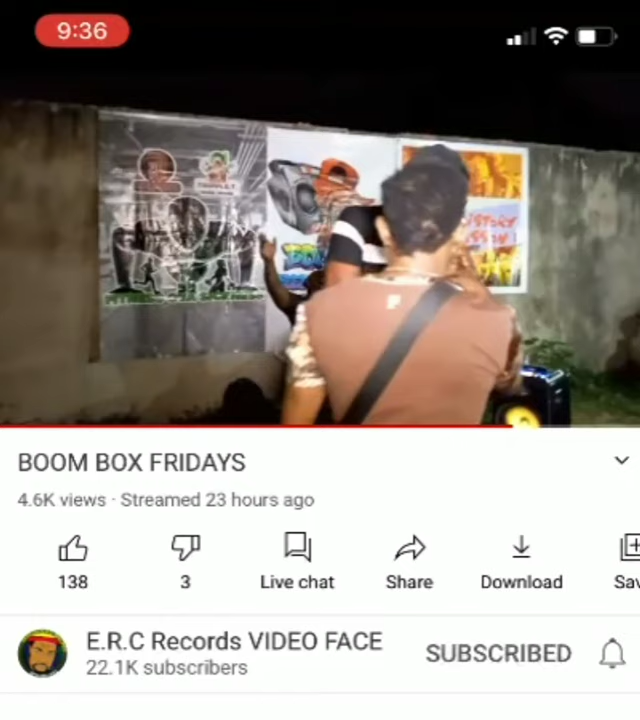 9:36
BOOM BOX FRIDAYS
4.6K views · Streamed 23 hours ago
138
3
Live chat
Share
Download
Sav
E.R.C Records VIDEO FACE
SUBSCRIBED
22.1K subscribers